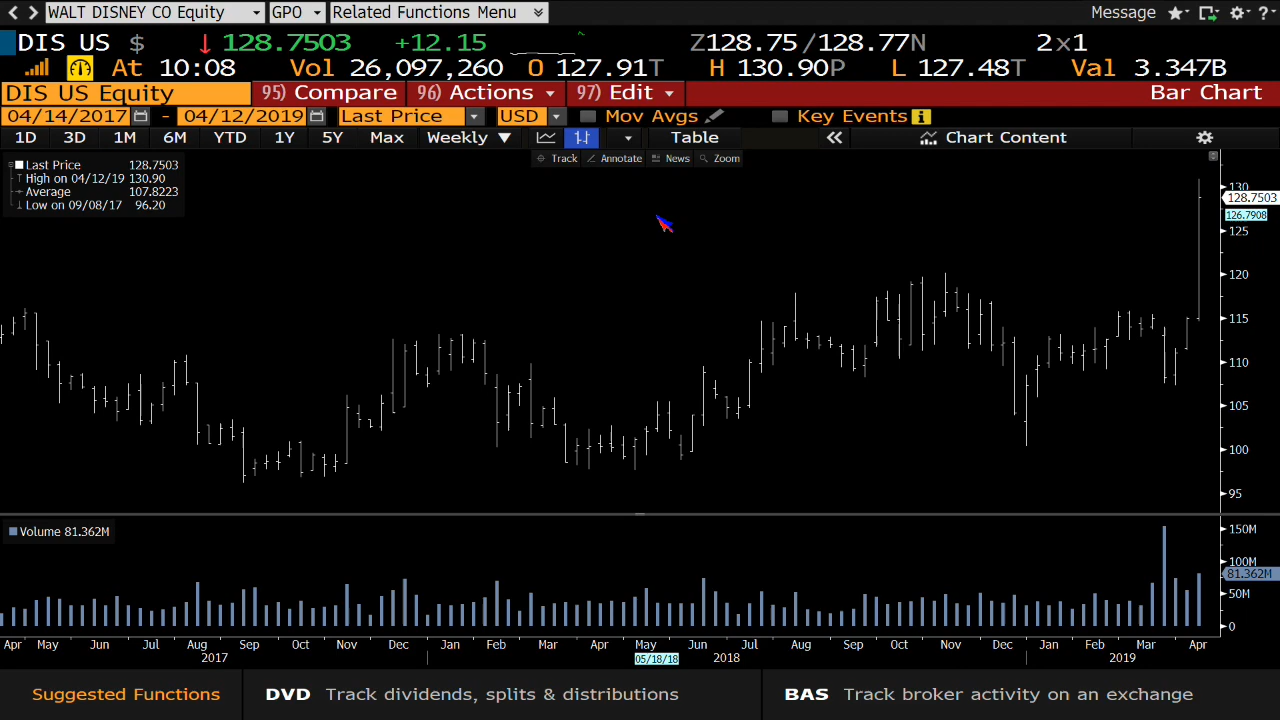 WALT DISNEY CO Equity GPO Related Functions Menu Message ?
DIS US $ ↓ 128.7503 +12.15 Z128.75/128.77N 2x1
At 10:08 Vol 26,097,260 O 127.91T H 130.90P L 127.48T Val 3.347B
DIS US Equity 95) Compare 96) Actions 97) Edit Bar Chart
04/14/2017 - 04/12/2019 Last Price USD Mov Avgs Key Events
1D 3D 1M 6M YTD 1Y 5Y Max Weekly ▼ Table « Chart Content
Track Annotate News Zoom
Last Price 128.7503
High on 04/12/19 130.90
Average 107.8223
Low on 09/08/17 96.20
130
128.7503
126.7908
125
120
115
110
105
100
95
Volume 81.362M
150M
100M
81.362M
50M
0
Apr May Jun Jul Aug Sep Oct Nov Dec Jan Feb Mar Apr May Jun Jul Aug Sep Oct Nov Dec Jan Feb Mar Apr
2017 05/18/18 2018 2019
Suggested Functions DVD Track dividends, splits & distributions BAS Track broker activity on an exchange